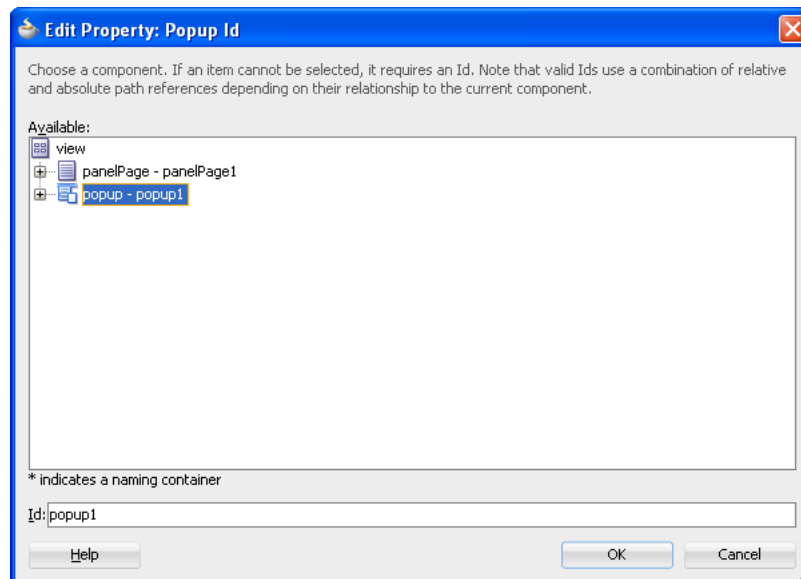 Edit Property: Popup Id
Choose a component. If an item cannot be selected, it requires an Id. Note that valid Ids use a combination of relative
and absolute path references depending on their relationship to the current component.
Available:
view
panelPage - panelPage1
popup - popup1
* indicates a naming container
Id: popup1
Help
OK
Cancel